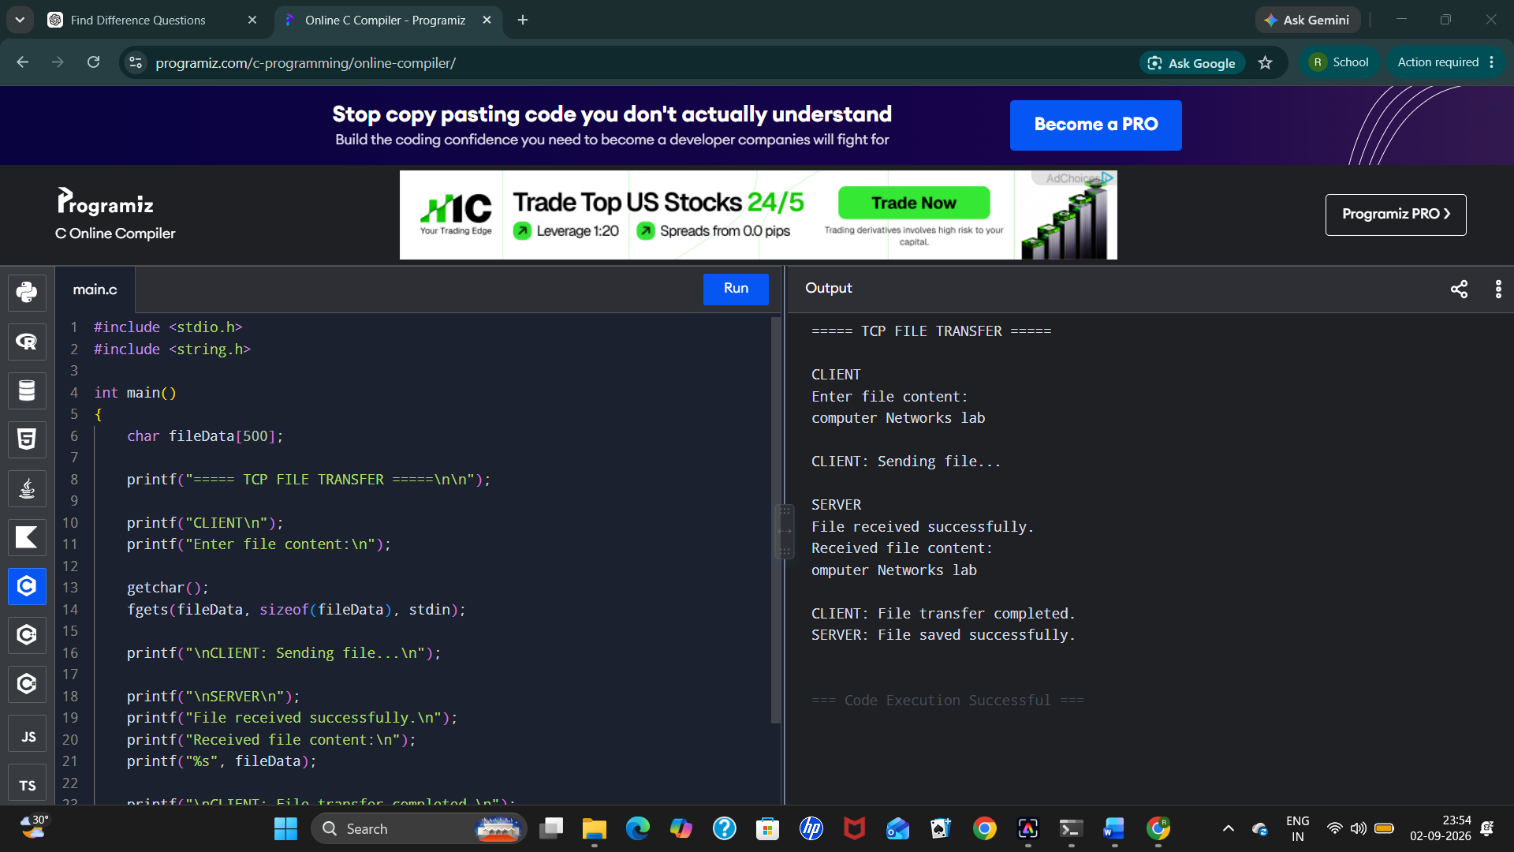 Find Difference Questions
Online C Compiler - Programiz
Ask Gemini
programiz.com/c-programming/online-compiler/
Ask Google
R School
Action required
Stop copy pasting code you don't actually understand
Build the coding confidence you need to become a developer companies will fight for
Become a PRO
Programiz
C Online Compiler
HIC
Your Trading Edge
Trade Top US Stocks 24/5
Leverage 1:20
Spreads from 0.0 pips
Trade Now
Trading derivatives involves high risk to your
capital.
AdChoices
Programiz PRO
main.c
Run
Output
1 #include <stdio.h>
2 #include <string.h>
3
4 int main()
5 {
6 char fileData[500];
7
8 printf("===== TCP FILE TRANSFER =====\n\n");
9
10 printf("CLIENT\n");
11 printf("Enter file content:\n");
12
13 getchar();
14 fgets(fileData, sizeof(fileData), stdin);
15
16 printf("\nCLIENT: Sending file...\n");
17
18 printf("\nSERVER\n");
19 printf("File received successfully.\n");
20 printf("Received file content:\n");
21 printf("%s", fileData);
22
23 printf("\nCLIENT: File transfer completed.\n");
===== TCP FILE TRANSFER =====
CLIENT
Enter file content:
computer Networks lab
CLIENT: Sending file...
SERVER
File received successfully.
Received file content:
omputer Networks lab
CLIENT: File transfer completed.
SERVER: File saved successfully.
=== Code Execution Successful ===
JS
TS
30°
Search
ENG
IN
23:54
02-09-2026